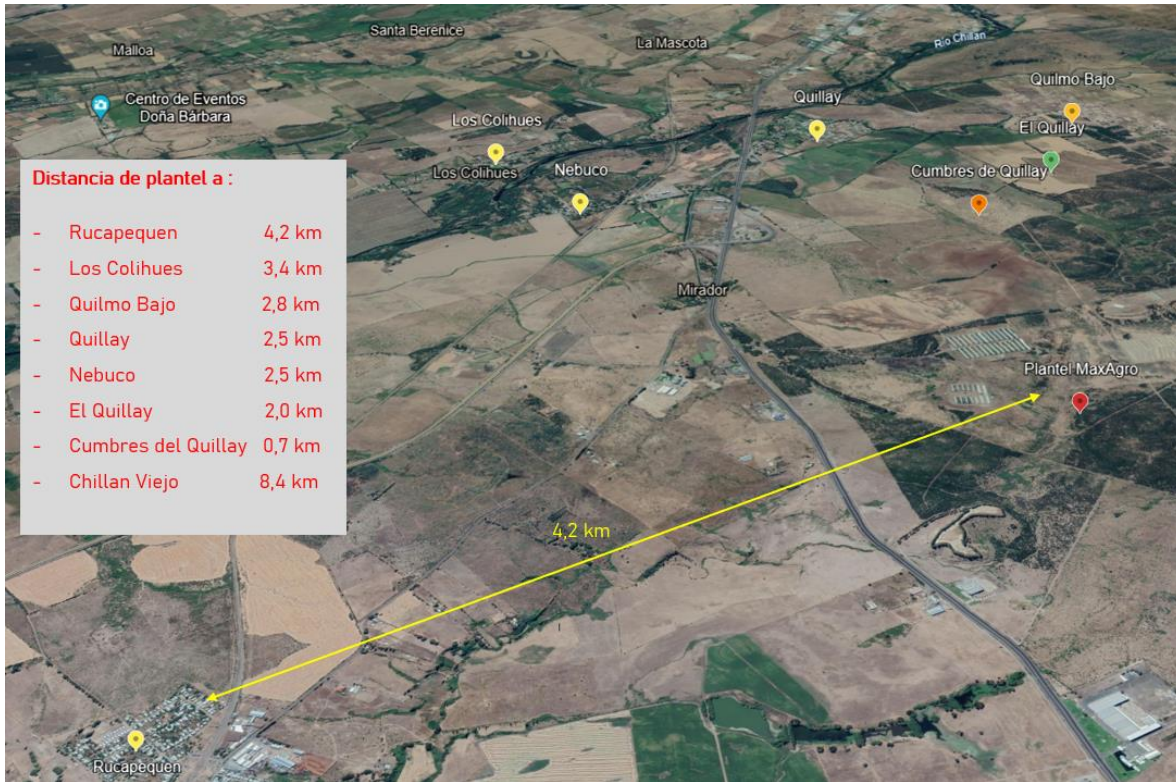 Santa Berenice
Malloa
La Mascota
Río Chillan
Quilmo Bajo
Centro de Eventos
Doña Bárbara
Quillay
Los Colihues
El Quillay
Los Colihues
Nebuco
Cumbres de Quillay
Distancia de plantel a :
- Rucapequen 4,2 km
- Los Colihues 3,4 km
- Quilmo Bajo 2,8 km
- Quillay 2,5 km
- Nebuco 2,5 km
- El Quillay 2,0 km
- Cumbres del Quillay 0,7 km
- Chillan Viejo 8,4 km
Mirador
Plantel MaxAgro
4,2 km
Rucapequen